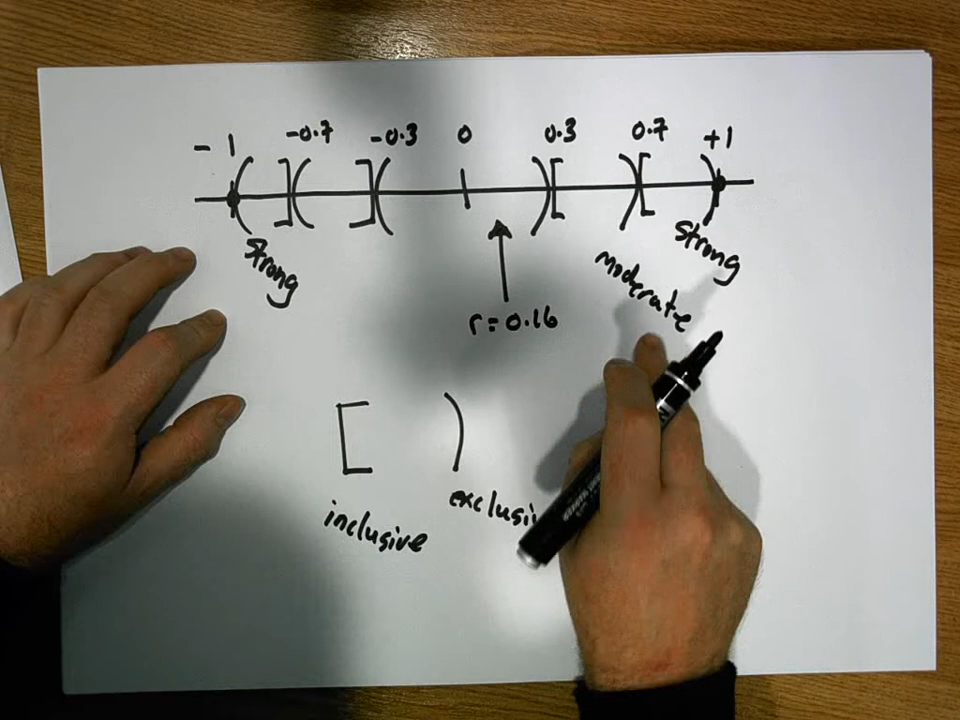 - 1 -0.7 -0.3 0 0.3 0.7 +1
strong
strong
moderate
r=0.16
[ )
inclusive